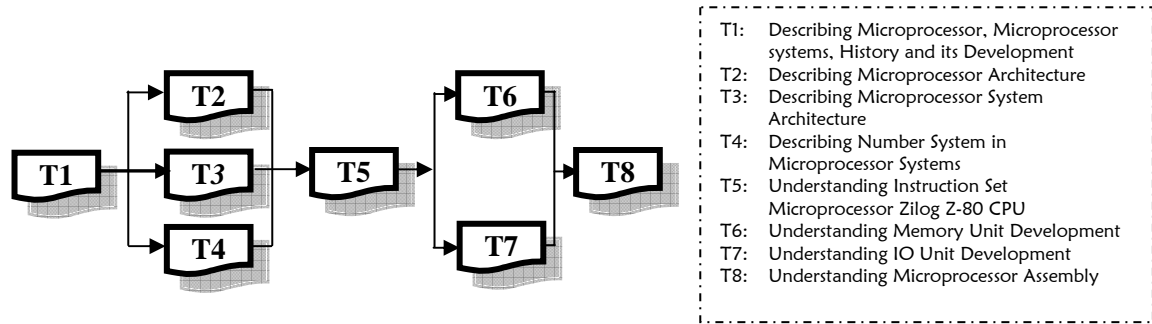 T1
T2
T3
T4
T5
T6
T7
T8
T1: Describing Microprocessor, Microprocessor
systems, History and its Development
T2: Describing Microprocessor Architecture
T3: Describing Microprocessor System
Architecture
T4: Describing Number System in
Microprocessor Systems
T5: Understanding Instruction Set
Microprocessor Zilog Z-80 CPU
T6: Understanding Memory Unit Development
T7: Understanding IO Unit Development
T8: Understanding Microprocessor Assembly